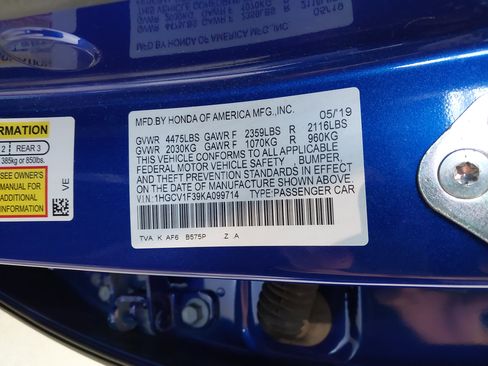 MFD.BY HONDA OF AMERICA MFG.,INC. 05/19
GVWR 4475LBS GAWR F 2359LBS R 2116LBS
GVWR 2030KG GAWR F 1070KG R 960KG
THIS VEHICLE CONFORMS TO ALL APPLICABLE
FEDERAL MOTOR VEHICLE SAFETY , BUMPER,
AND THEFT PREVENTION STANDARDS IN EFFECT
ON THE DATE OF MANUFACTURE SHOWN ABOVE.
V.I.N:1HGCV1F39KA099714 TYPE:PASSENGER CAR
TVA K AF6 B575P Z .A
FORMATION
2 REAR 3
385kg or 850lbs.
SEE OWNER'S
MANUAL FOR
ADDITIONAL
INFORMATION
VE